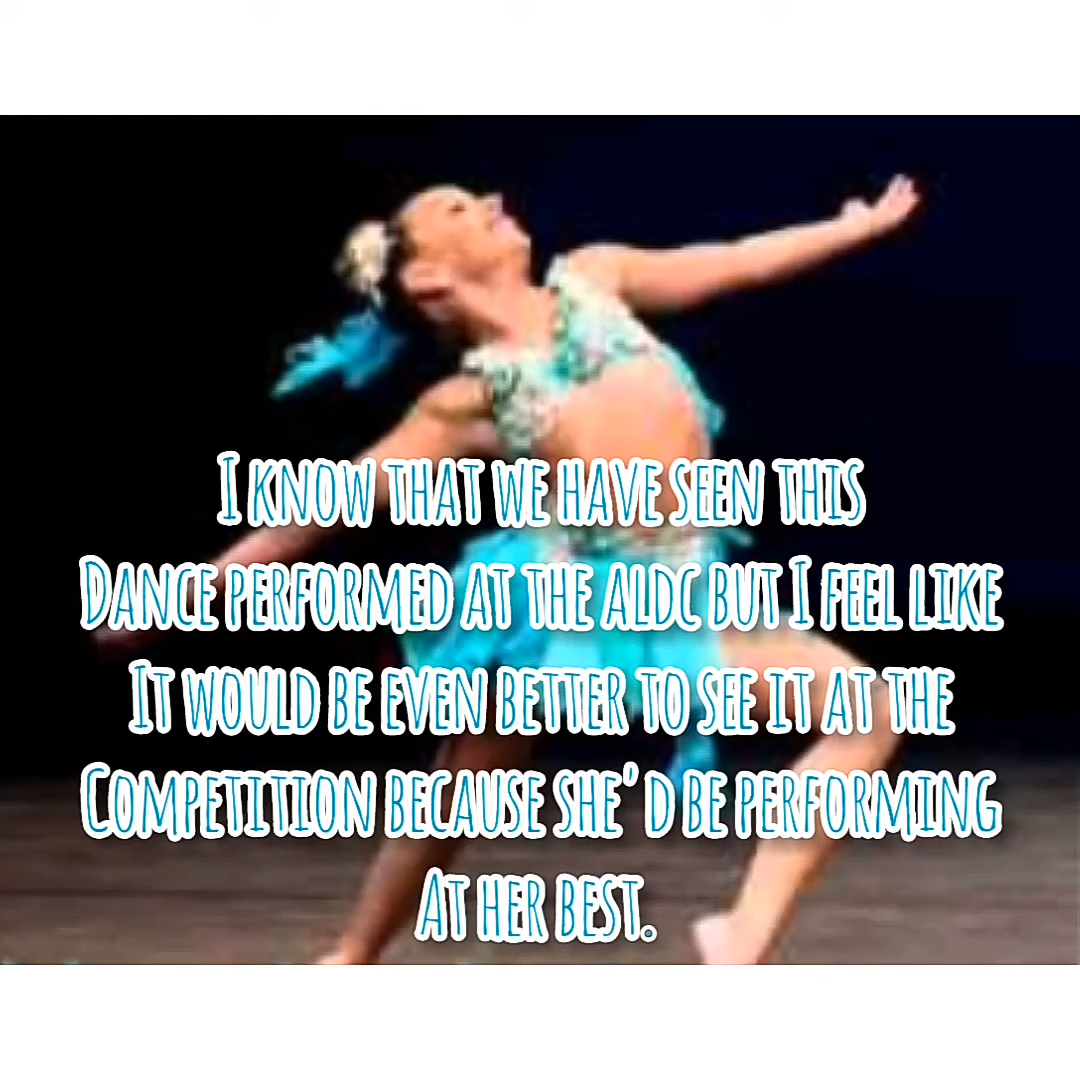 I know that we have seen this
Dance performed at the ALDC but I feel like
It would be even better to see it at the
Competition because she'd be performing
At her best.